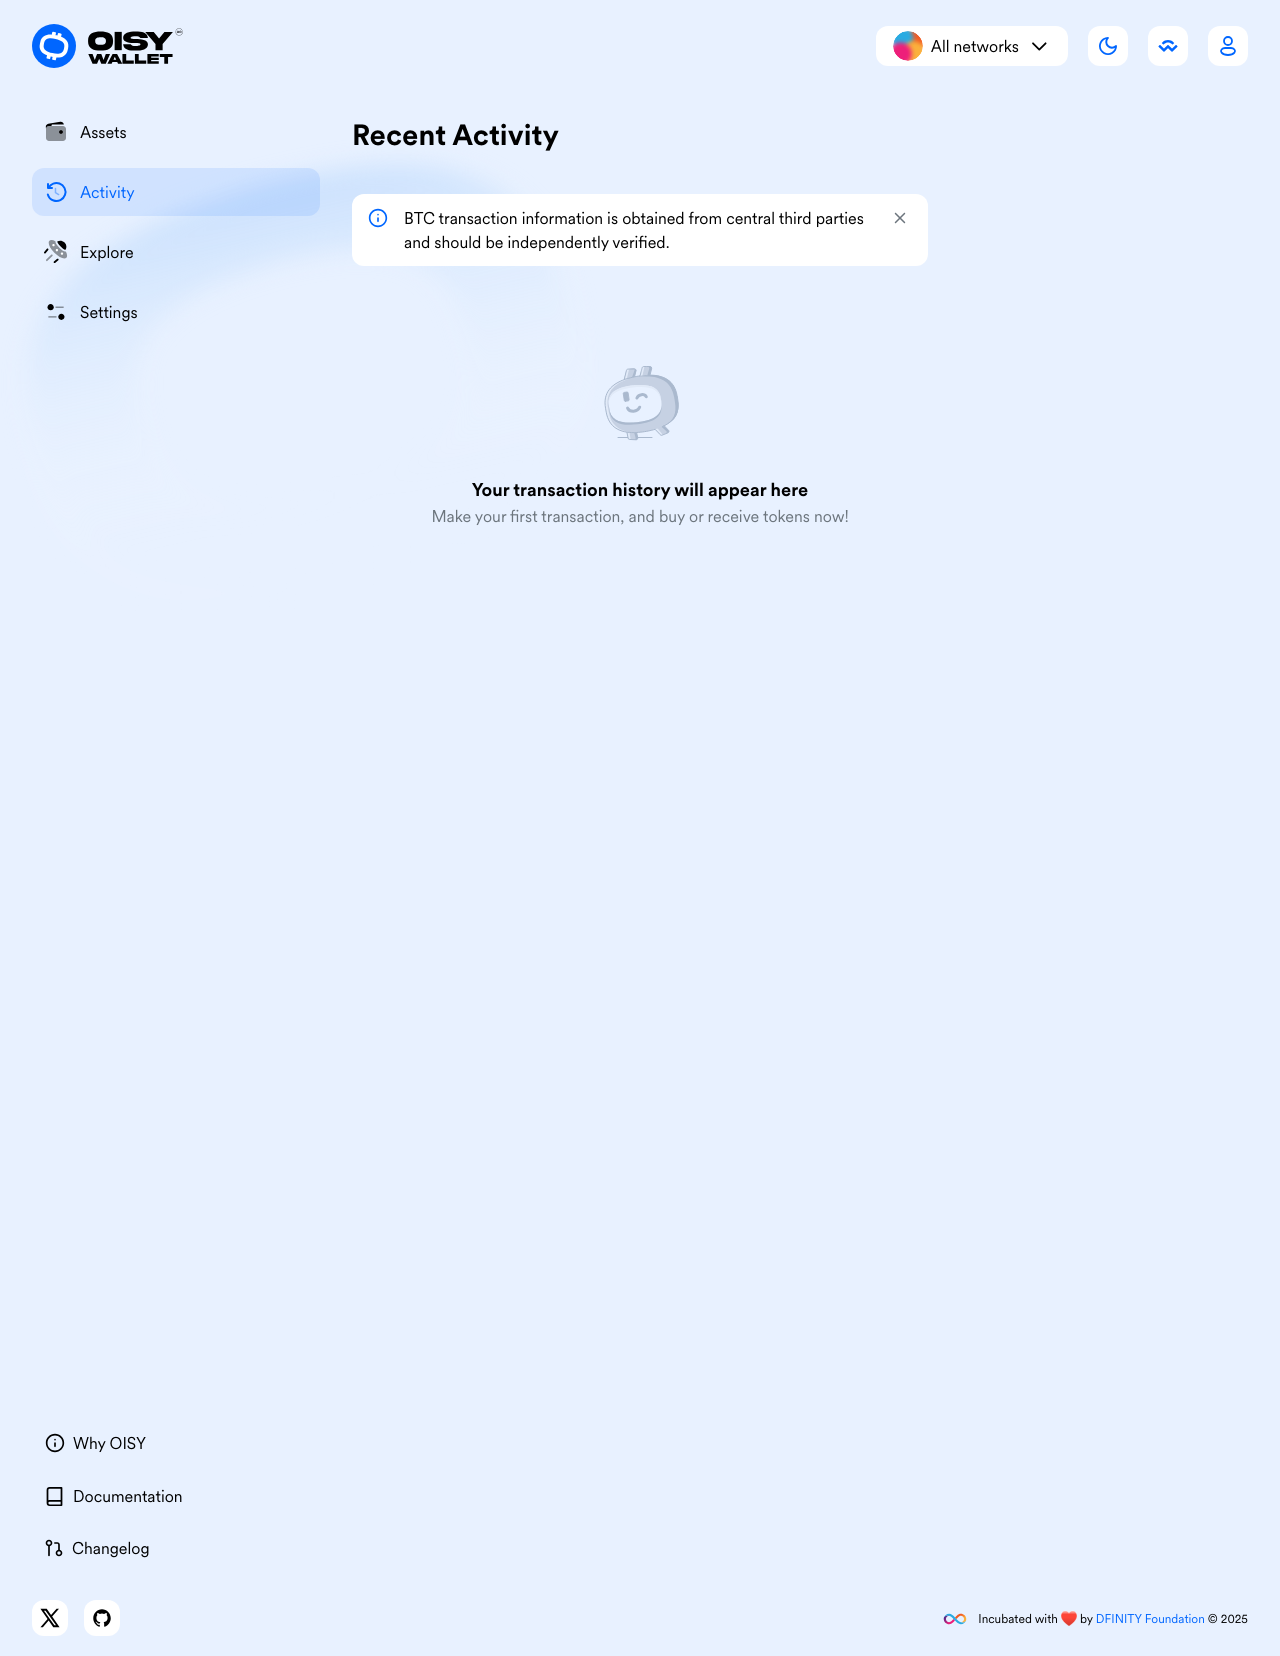 OISY
WALLET
All networks
Assets
Activity
Explore
Settings
Recent Activity
BTC transaction information is obtained from central third parties
and should be independently verified.
Your transaction history will appear here
Make your first transaction, and buy or receive tokens now!
Why OISY
Documentation
Changelog
Incubated with ❤️ by DFINITY Foundation © 2025